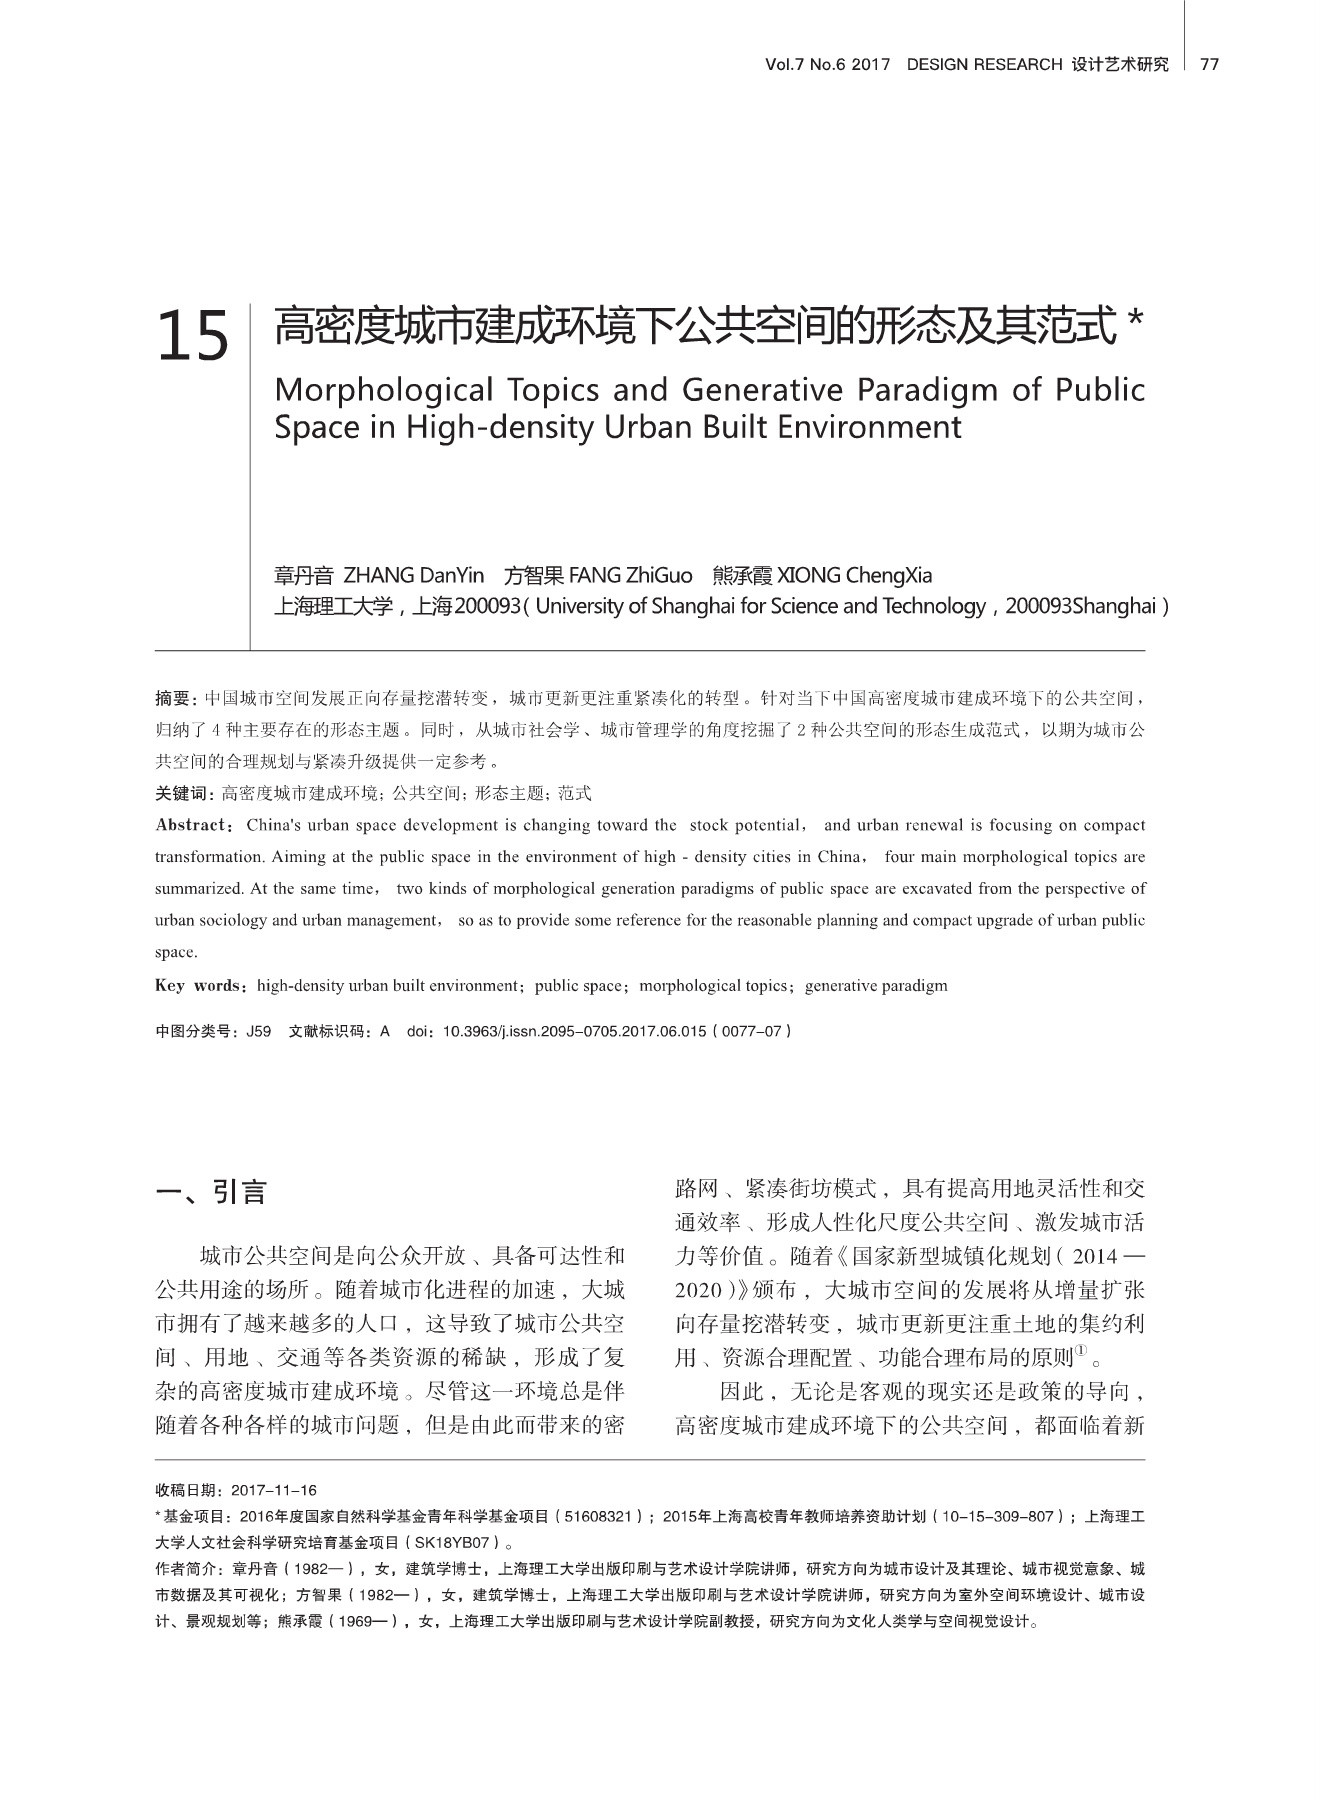 Vol.7 No.6 2017 DESIGN RESEARCH 设计艺术研究 77
15
高密度城市建成环境下公共空间的形态及其范式*
Morphological Topics and Generative Paradigm of Public
Space in High-density Urban Built Environment
章丹音 ZHANG DanYin 方智果 FANG ZhiGuo 熊承霞 XIONG ChengXia
上海理工大学，上海200093（University of Shanghai for Science and Technology，200093Shanghai）
摘要：中国城市空间发展正向存量挖潜转变，城市更新更注重紧凑化的转型。针对当下中国高密度城市建成环境下的公共空间，
归纳了4种主要存在的形态主题。同时，从城市社会学、城市管理学的角度挖掘了2种公共空间的形态生成范式，以期为城市公
共空间的合理规划与紧凑升级提供一定参考。
关键词：高密度城市建成环境；公共空间；形态主题；范式
Abstract： China's urban space development is changing toward the stock potential， and urban renewal is focusing on compact
transformation. Aiming at the public space in the environment of high - density cities in China， four main morphological topics are
summarized. At the same time， two kinds of morphological generation paradigms of public space are excavated from the perspective of
urban sociology and urban management， so as to provide some reference for the reasonable planning and compact upgrade of urban public
space.
Key words：high-density urban built environment；public space；morphological topics；generative paradigm
中图分类号：J59 文献标识码：A doi：10.3963/j.issn.2095-0705.2017.06.015（0077-07）
一、引言
城市公共空间是向公众开放、具备可达性和
公共用途的场所。随着城市化进程的加速，大城
市拥有了越来越多的人口，这导致了城市公共空
间、用地、交通等各类资源的稀缺，形成了复
杂的高密度城市建成环境。尽管这一环境总是伴
随着各种各样的城市问题，但是由此而带来的密
路网、紧凑街坊模式，具有提高用地灵活性和交
通效率、形成人性化尺度公共空间、激发城市活
力等价值。随着《国家新型城镇化规划（2014—
2020）》颁布，大城市空间的发展将从增量扩张
向存量挖潜转变，城市更新更注重土地的集约利
用、资源合理配置、功能合理布局的原则①。
因此，无论是客观的现实还是政策的导向，
高密度城市建成环境下的公共空间，都面临着新
收稿日期：2017-11-16
*基金项目：2016年度国家自然科学基金青年科学基金项目（51608321）；2015年上海高校青年教师培养资助计划（10-15-309-807）；上海理工
大学人文社会科学研究培育基金项目（SK18YB07）。
作者简介：章丹音（1982—），女，建筑学博士，上海理工大学出版印刷与艺术设计学院讲师，研究方向为城市设计及其理论、城市视觉意象、城
市数据及其可视化；方智果（1982—），女，建筑学博士，上海理工大学出版印刷与艺术设计学院讲师，研究方向为室外空间环境设计、城市设
计、景观规划等；熊承霞（1969—），女，上海理工大学出版印刷与艺术设计学院副教授，研究方向为文化人类学与空间视觉设计。